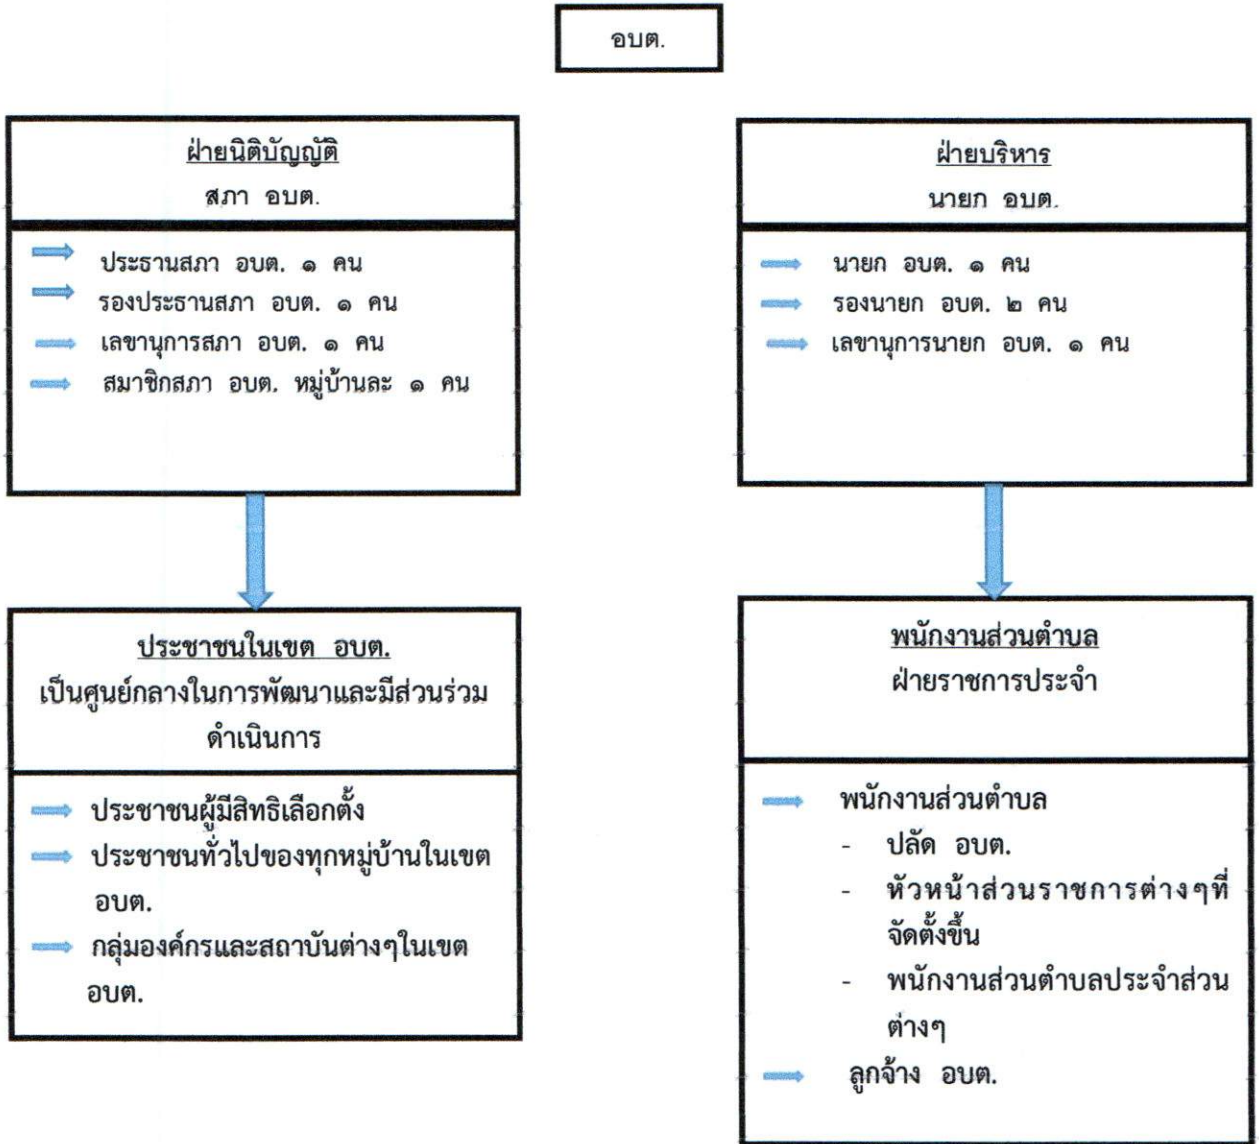 อบต.
ฝ่ายนิติบัญญัติ
สภา อบต.
ประธานสภา อบต. ๑ คน
รองประธานสภา อบต. ๑ คน
เลขานุการสภา อบต. ๑ คน
สมาชิกสภา อบต. หมู่บ้านละ ๑ คน
ฝ่ายบริหาร
นายก อบต.
นายก อบต. ๑ คน
รองนายก อบต. ๒ คน
เลขานุการนายก อบต. ๑ คน
ประชาชนในเขต อบต.
เป็นศูนย์กลางในการพัฒนาและมีส่วนร่วม
ดำเนินการ
ประชาชนผู้มีสิทธิเลือกตั้ง
ประชาชนทั่วไปของทุกหมู่บ้านในเขต
อบต.
กลุ่มองค์กรและสถาบันต่างๆในเขต
อบต.
พนักงานส่วนตำบล
ฝ่ายราชการประจำ
พนักงานส่วนตำบล
- ปลัด อบต.
- หัวหน้าส่วนราชการต่างๆที่
จัดตั้งขึ้น
- พนักงานส่วนตำบลประจำส่วน
ต่างๆ
ลูกจ้าง อบต.